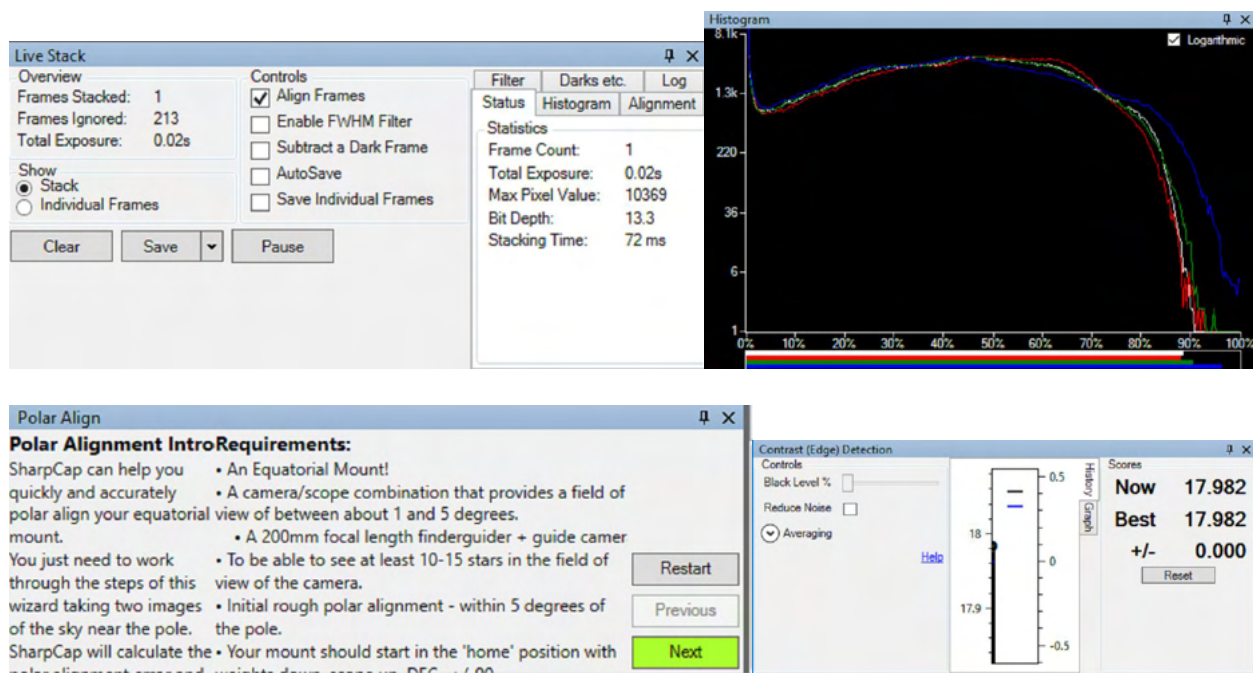 Live Stack
Overview
Frames Stacked: 1
Frames Ignored: 213
Total Exposure: 0.02s
Show
Stack
Individual Frames
Controls
Align Frames
Enable FWHM Filter
Subtract a Dark Frame
AutoSave
Save Individual Frames
Clear
Save
Pause
Filter
Darks etc.
Log
Status
Histogram
Alignment
Statistics
Frame Count: 1
Total Exposure: 0.02s
Max Pixel Value: 10369
Bit Depth: 13.3
Stacking Time: 72 ms
Histogram
Logarithmic
8.1k
1.3k
220
36
6
1
0% 10% 20% 30% 40% 50% 60% 70% 80% 90% 100%
Polar Align
Polar Alignment Intro
SharpCap can help you
quickly and accurately
polar align your equatorial
mount.
You just need to work
through the steps of this
wizard taking two images
of the sky near the pole.
SharpCap will calculate the
polar alignment error and
Requirements:
• An Equatorial Mount!
• A camera/scope combination that provides a field of
view of between about 1 and 5 degrees.
• A 200mm focal length finderguider + guide camer
• To be able to see at least 10-15 stars in the field of
view of the camera.
• Initial rough polar alignment - within 5 degrees of
the pole.
• Your mount should start in the 'home' position with
weights down, scope up, DEC
Restart
Previous
Next
Contrast (Edge) Detection
Controls
Black Level %
Reduce Noise
Averaging
Help
18
17.9
0.5
0
-0.5
History
Graph
Scores
Now 17.982
Best 17.982
+/- 0.000
Reset